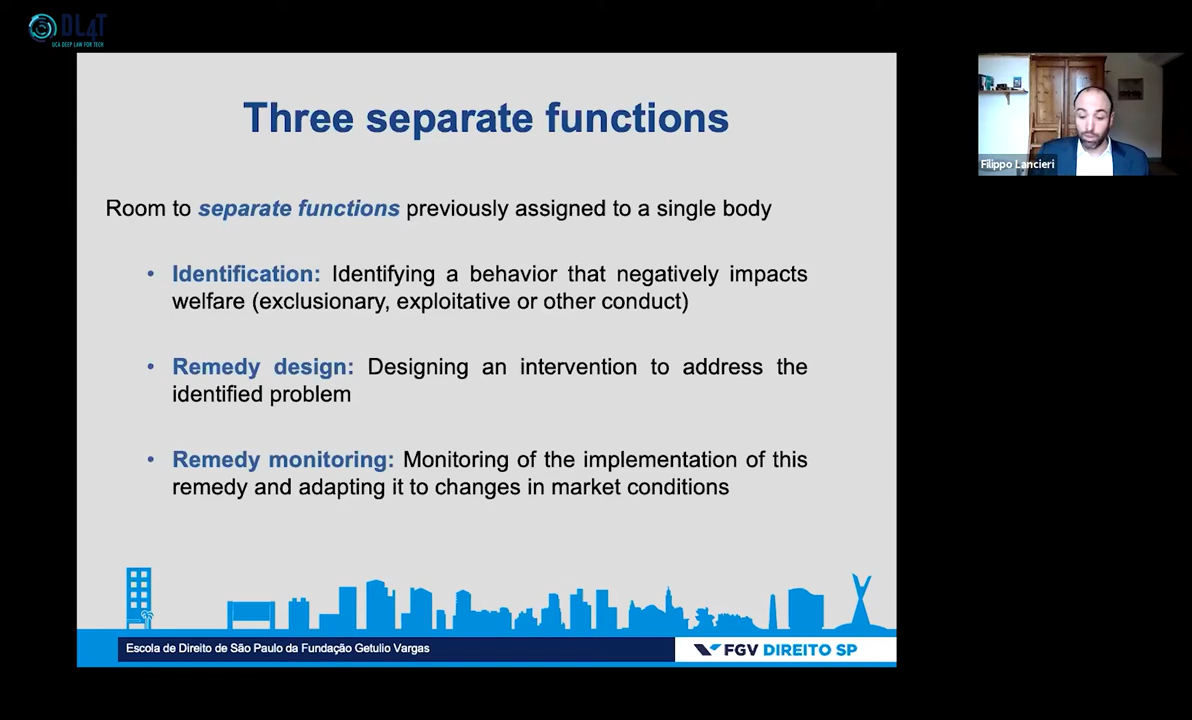 DL4T
UCA DEEP LAW FOR TECH
Three separate functions
Filippo Lancieri
Room to separate functions previously assigned to a single body
• Identification: Identifying a behavior that negatively impacts
welfare (exclusionary, exploitative or other conduct)
• Remedy design: Designing an intervention to address the
identified problem
• Remedy monitoring: Monitoring of the implementation of this
remedy and adapting it to changes in market conditions
Escola de Direito de São Paulo da Fundação Getulio Vargas
FGV DIREITO SP